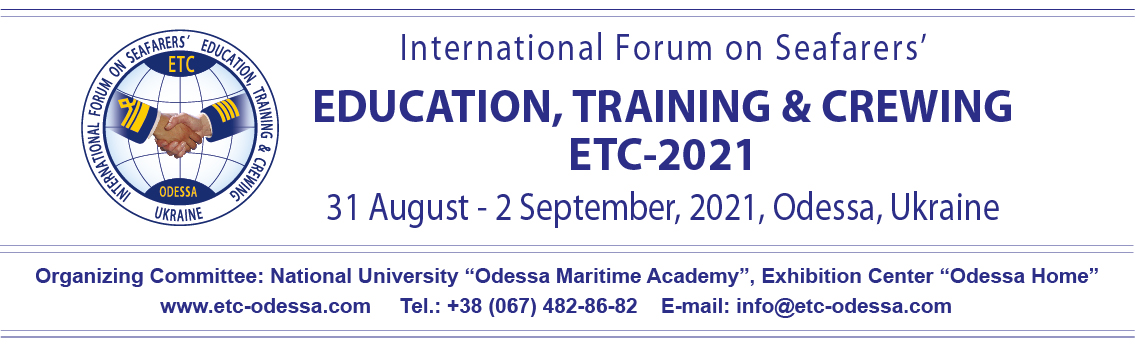 INTERNATIONAL FORUM ON SEAFARERS’ EDUCATION, TRAINING & CREWING
ETC
ODESSA
UKRAINE
International Forum on Seafarers’
EDUCATION, TRAINING & CREWING
ETC-2021
31 August - 2 September, 2021, Odessa, Ukraine
Organizing Committee: National University “Odessa Maritime Academy”, Exhibition Center “Odessa Home”
www.etc-odessa.com Tel.: +38 (067) 482-86-82 E-mail: info@etc-odessa.com